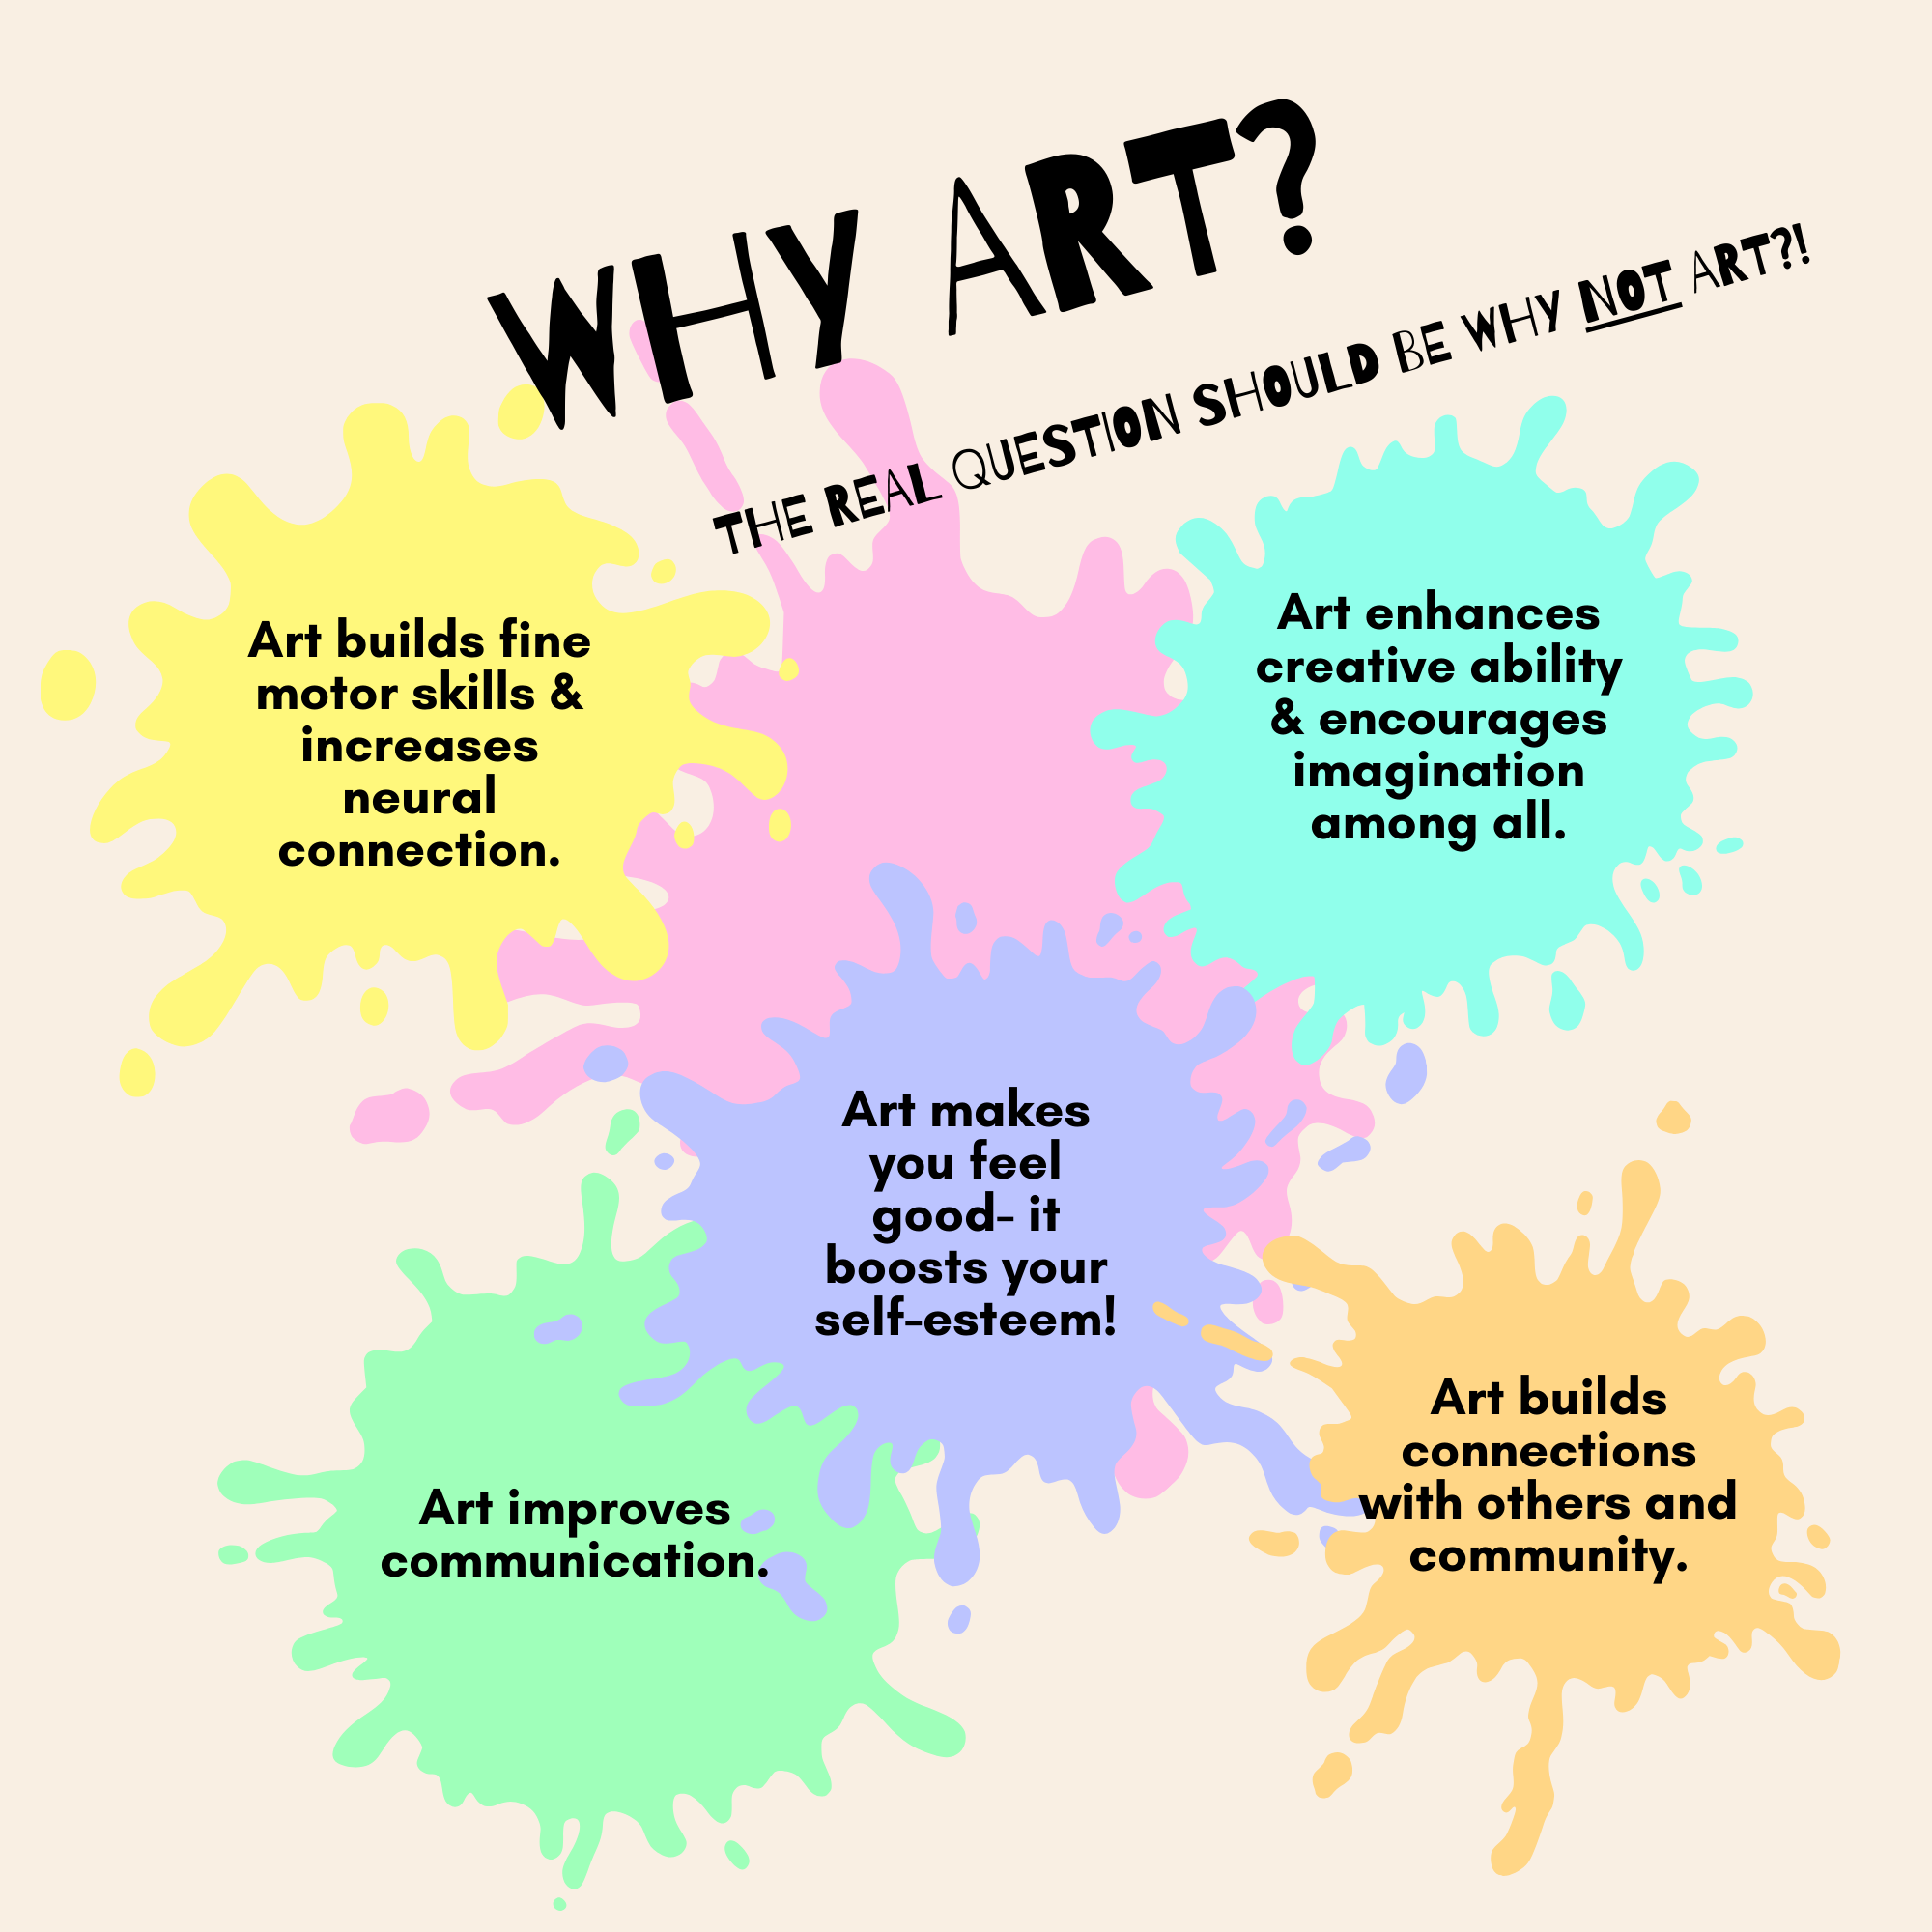 WHY ART?
THE REAL QUESTION SHOULD BE WHY NOT ART?!
Art builds fine
motor skills &
increases
neural
connection.
Art enhances
creative ability
& encourages
imagination
among all.
Art makes
you feel
good- it
boosts your
self-esteem!
Art improves
communication.
Art builds
connections
with others and
community.